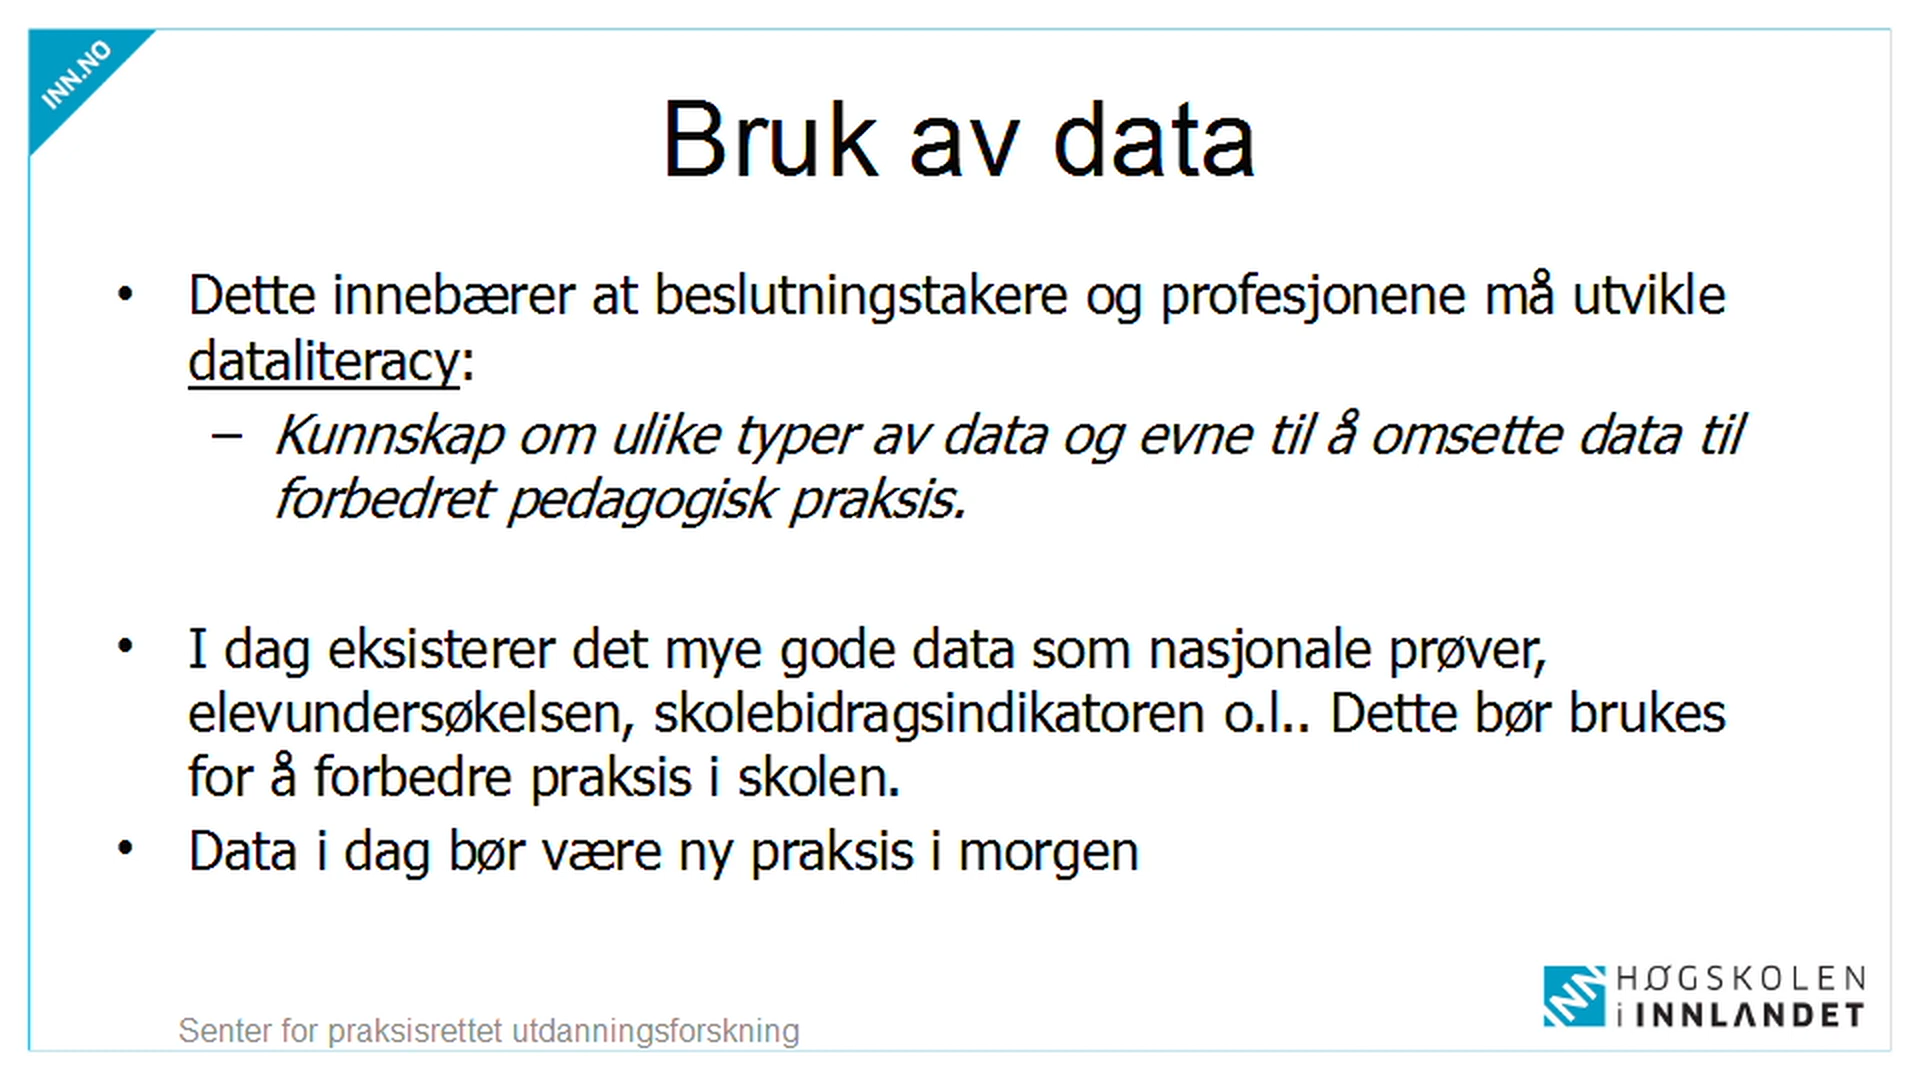 INN.NO
Bruk av data
• Dette innebærer at beslutningstakere og profesjonene må utvikle
dataliteracy:
– Kunnskap om ulike typer av data og evne til å omsette data til
forbedret pedagogisk praksis.
• I dag eksisterer det mye gode data som nasjonale prøver,
elevundersøkelsen, skolebidragsindikatoren o.l.. Dette bør brukes
for å forbedre praksis i skolen.
• Data i dag bør være ny praksis i morgen
Senter for praksisrettet utdanningsforskning
INN HØGSKOLEN
i INNLANDET